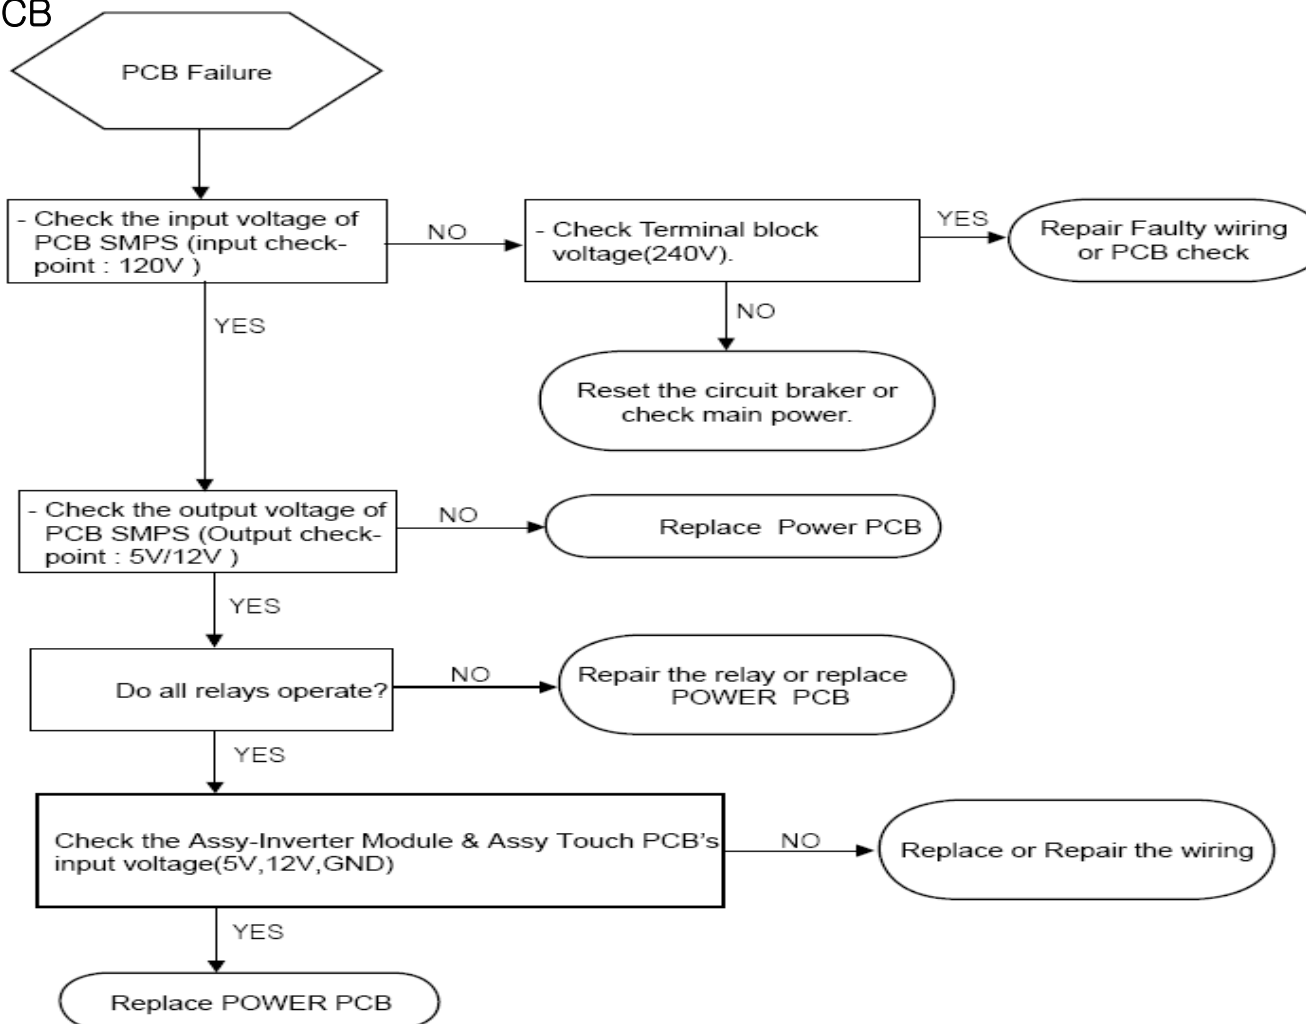 CB
PCB Failure
- Check the input voltage of
PCB SMPS (input check-
point : 120V )
NO
- Check Terminal block
voltage(240V).
YES
Repair Faulty wiring
or PCB check
NO
Reset the circuit braker or
check main power.
YES
- Check the output voltage of
PCB SMPS (Output check-
point : 5V/12V )
NO
Replace Power PCB
YES
Do all relays operate?
NO
Repair the relay or replace
POWER PCB
YES
Check the Assy-Inverter Module & Assy Touch PCB's
input voltage(5V,12V,GND)
NO
Replace or Repair the wiring
YES
Replace POWER PCB